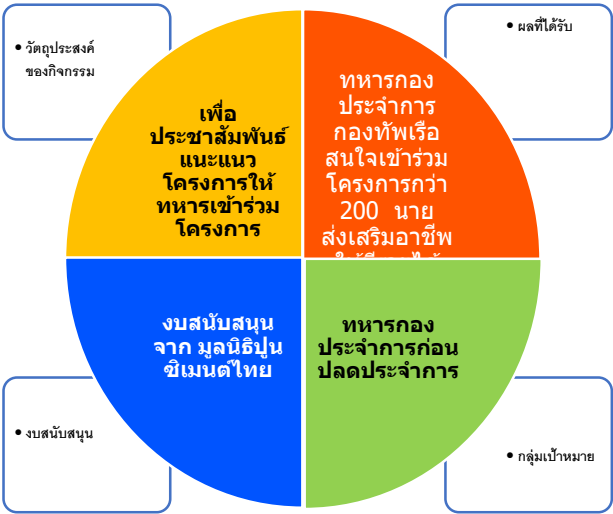 • วัตถุประสงค์
ของกิจกรรม
• ผลที่ได้รับ
เพื่อ
ประชาสัมพันธ์
แนะแนว
โครงการให้
ทหารเข้าร่วม
โครงการ
ทหารกอง
ประจำการ
กองทัพเรือ
สนใจเข้าร่วม
โครงการกว่า
200 นาย
ส่งเสริมอาชีพ
งบสนับสนุน
จาก มูลนิธิปูน
ซิเมนต์ไทย
ทหารกอง
ประจำการก่อน
ปลดประจำการ
• งบสนับสนุน
• กลุ่มเป้าหมาย